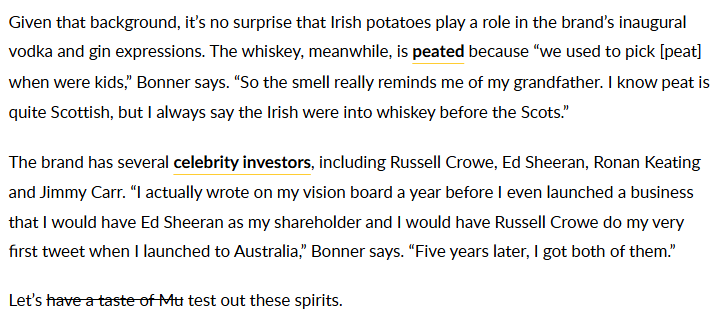 Given that background, it’s no surprise that Irish potatoes play a role in the brand’s inaugural
vodka and gin expressions. The whiskey, meanwhile, is peated because “we used to pick [peat]
when were kids,” Bonner says. “So the smell really reminds me of my grandfather. I know peat is
quite Scottish, but I always say the Irish were into whiskey before the Scots.”
The brand has several celebrity investors, including Russell Crowe, Ed Sheeran, Ronan Keating
and Jimmy Carr. “I actually wrote on my vision board a year before I even launched a business
that I would have Ed Sheeran as my shareholder and I would have Russell Crowe do my very
first tweet when I launched to Australia,” Bonner says. “Five years later, I got both of them.”
Let’s have a taste of Mu test out these spirits.